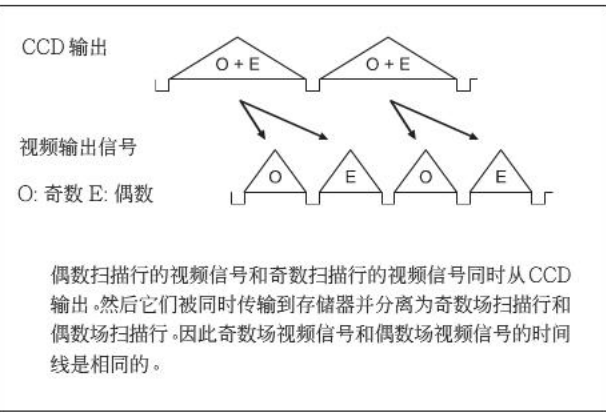 CCD 输出
O + E
O + E
视频输出信号
O: 奇数 E: 偶数
O
E
O
E
偶数扫描行的视频信号和奇数扫描行的视频信号同时从CCD
输出。然后它们被同时传输到存储器并分离为奇数场扫描行和
偶数场扫描行。因此奇数场视频信号和偶数场视频信号的时间
线是相同的。